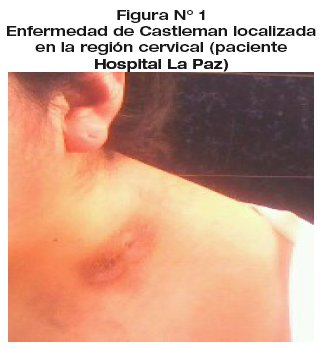 Figura N° 1
Enfermedad de Castleman localizada
en la región cervical (paciente
Hospital La Paz)